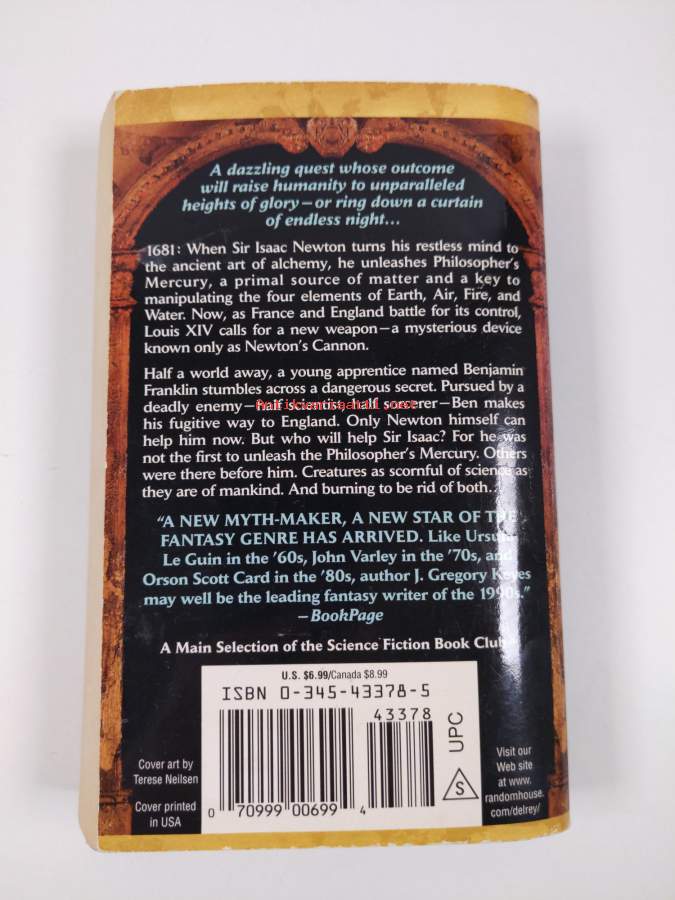 A dazzling quest whose outcome
will raise humanity to unparalleled
heights of glory—or ring down a curtain
of endless night...
1681: When Sir Isaac Newton turns his restless mind to
the ancient art of alchemy, he unleashes Philosopher's
Mercury, a primal source of matter and a key to
manipulating the four elements of Earth, Air, Fire, and
Water. Now, as France and England battle for its control,
Louis XIV calls for a new weapon—a mysterious device
known only as Newton's Cannon.
Half a world away, a young apprentice named Benjamin
Franklin stumbles across a dangerous secret. Pursued by a
deadly enemy—half scientist, half sorcerer—Ben makes
his fugitive way to England. Only Newton himself can
help him now. But who will help Sir Isaac? For he was
not the first to unleash the Philosopher's Mercury. Others
were there before him. Creatures as scornful of science as
they are of mankind. And burning to be rid of both...
"A NEW MYTH-MAKER, A NEW STAR OF THE
FANTASY GENRE HAS ARRIVED. Like Ursula
Le Guin in the '60s, John Varley in the '70s, and
Orson Scott Card in the '80s, author J. Gregory Keyes
may well be the leading fantasy writer of the 1990s."
—BookPage
A Main Selection of the Science Fiction Book Club
U.S. $6.99/Canada $8.99
ISBN 0-345-43378-5
43378
UPC
S
0 70999 00699 4
Cover art by
Terese Neilsen
Cover printed
in USA
Visit our
Web site
at www.
randomhouse.
com/delrey/